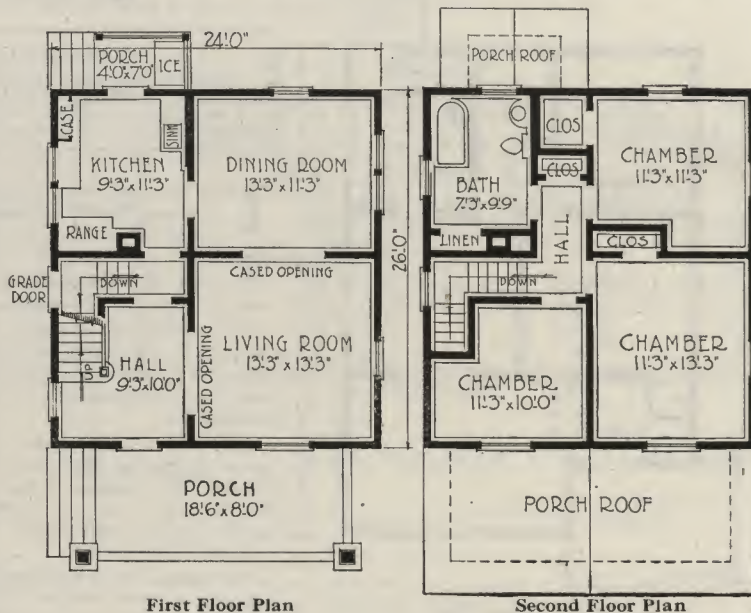 PORCH
4'0"x7'0"
ICE
24'0"
CASE
SINK
KITCHEN
9'3"x11'3"
DINING ROOM
13'3"x11'3"
RANGE
GRADE
DOOR
DOWN
CASED OPENING
26'0"
UP
HALL
9'3"x10'0"
CASED OPENING
LIVING ROOM
13'3" x 13'3"
PORCH
18'6"x8'0"
First Floor Plan
PORCH ROOF
CLOS
CLOS
BATH
7'3"x9'9"
CHAMBER
11'3"x11'3"
LINEN
HALL
CLOS
DOWN
CHAMBER
11'3"x10'0"
CHAMBER
11'3"x13'3"
PORCH ROOF
Second Floor Plan